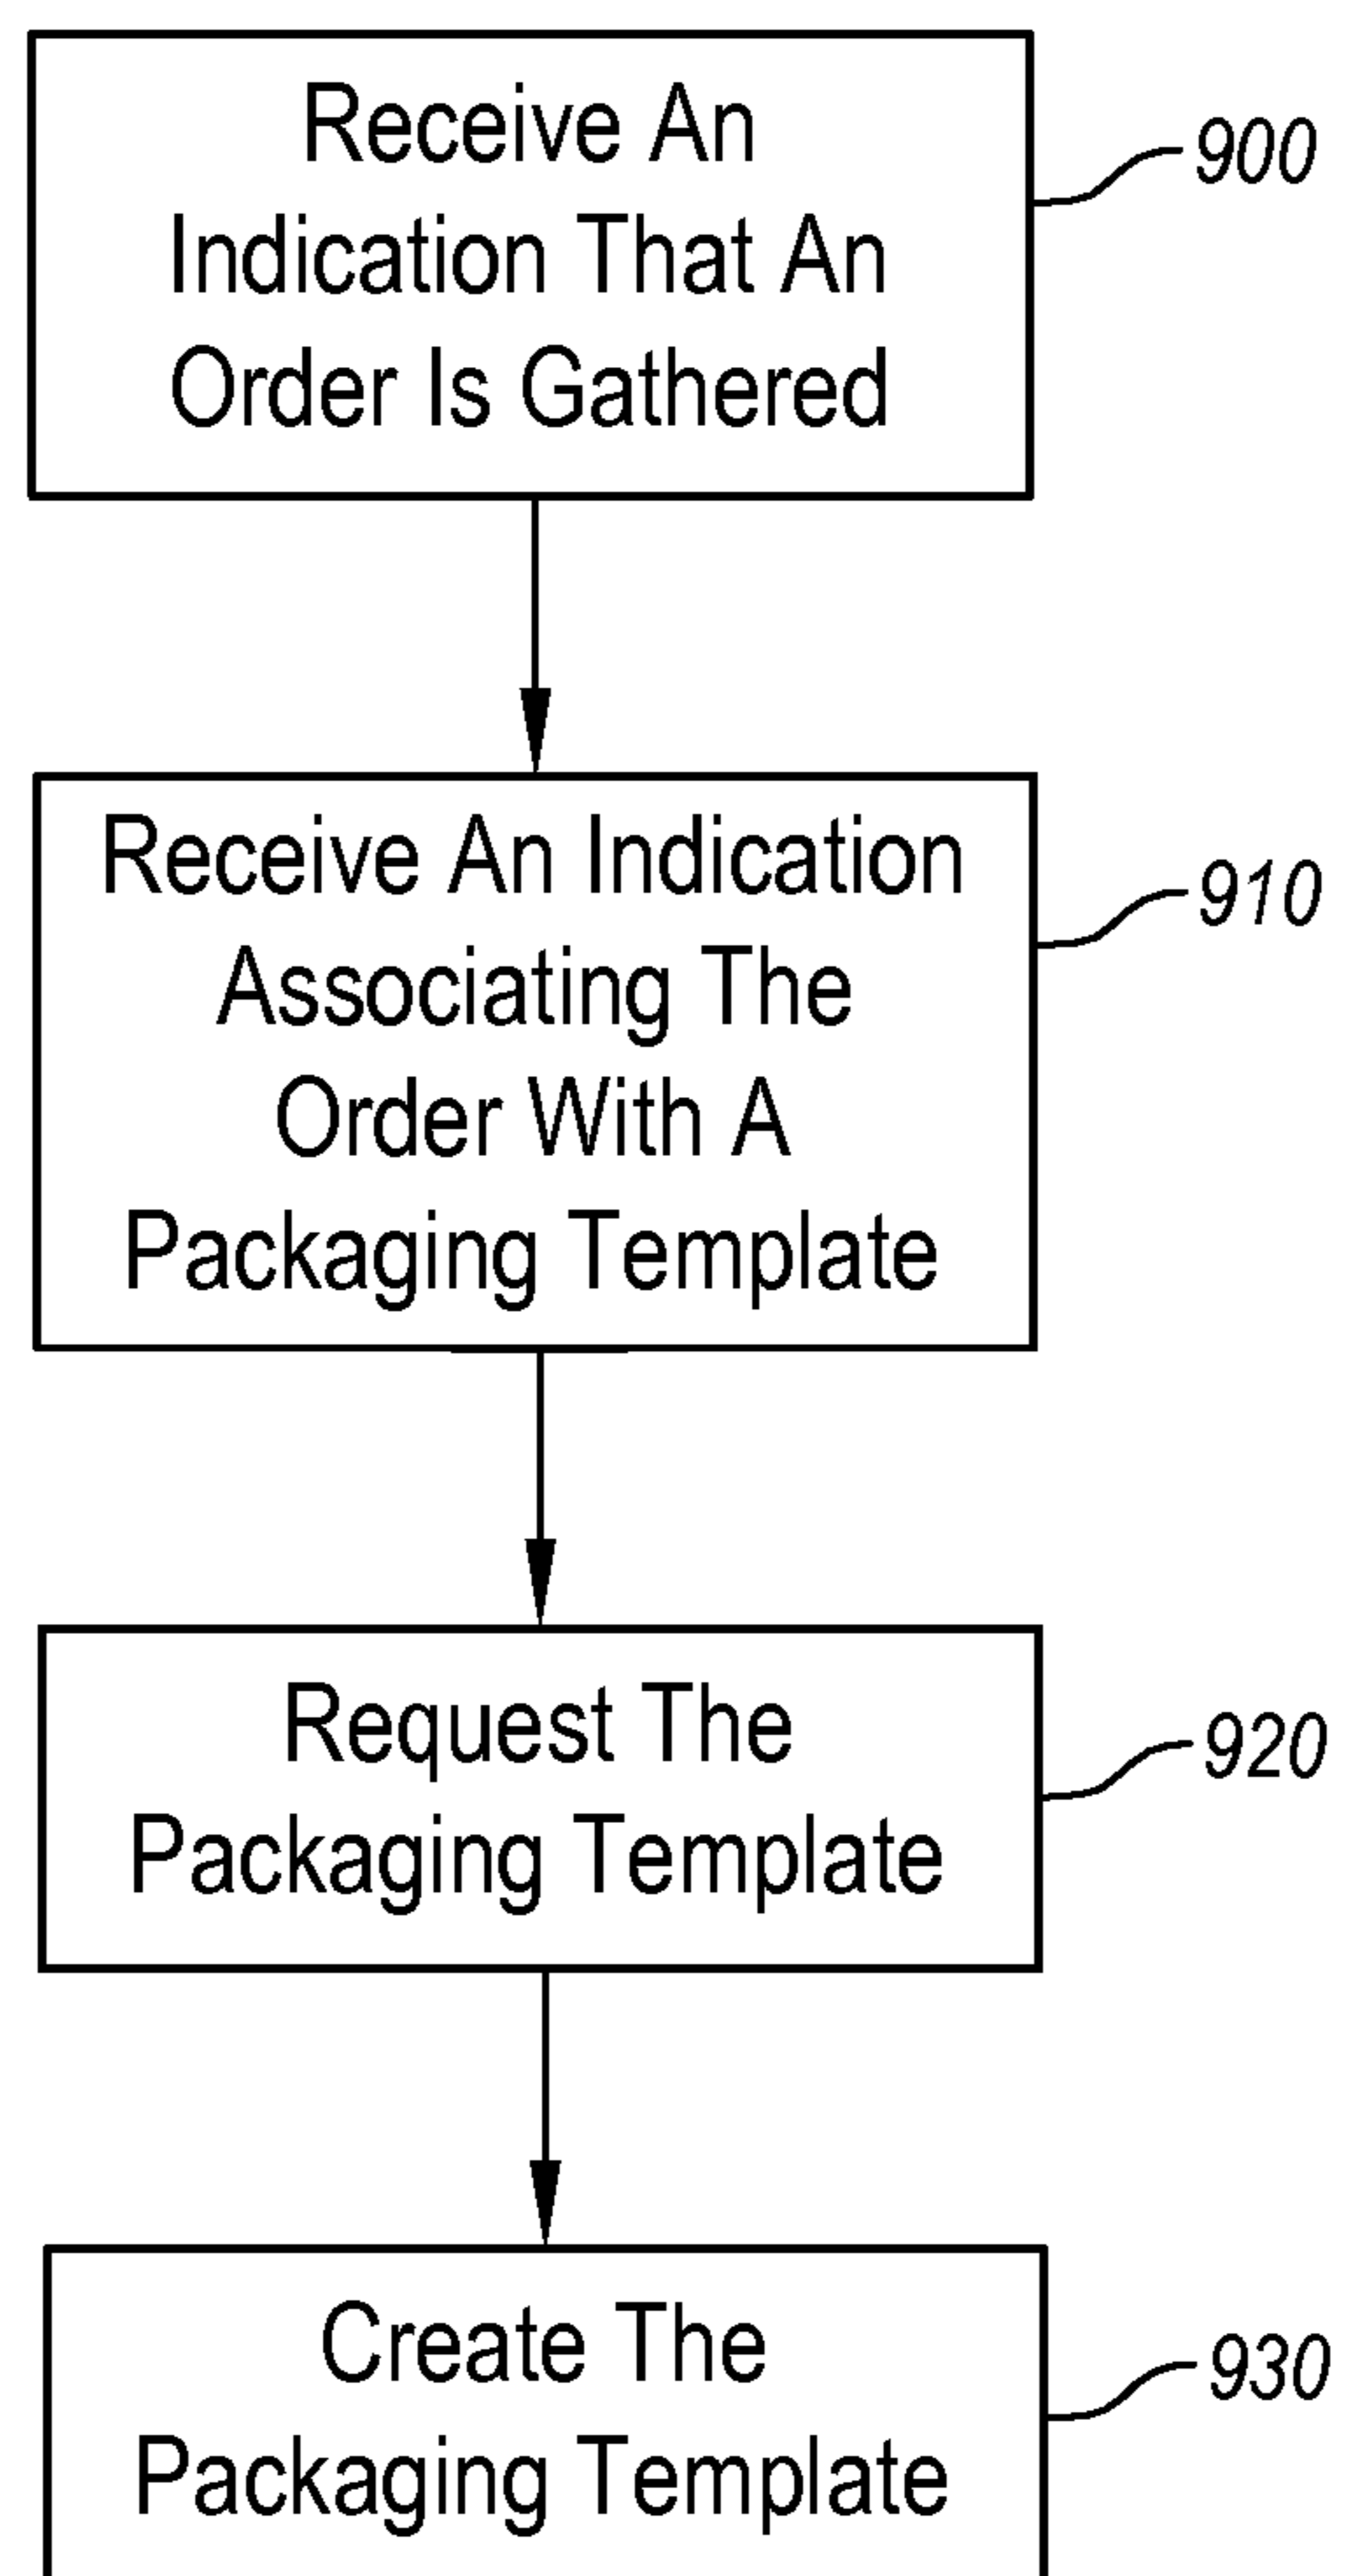 Receive An
Indication That An
Order Is Gathered
900
Receive An Indication
Associating The
Order With A
Packaging Template
910
Request The
Packaging Template
920
Create The
Packaging Template
930